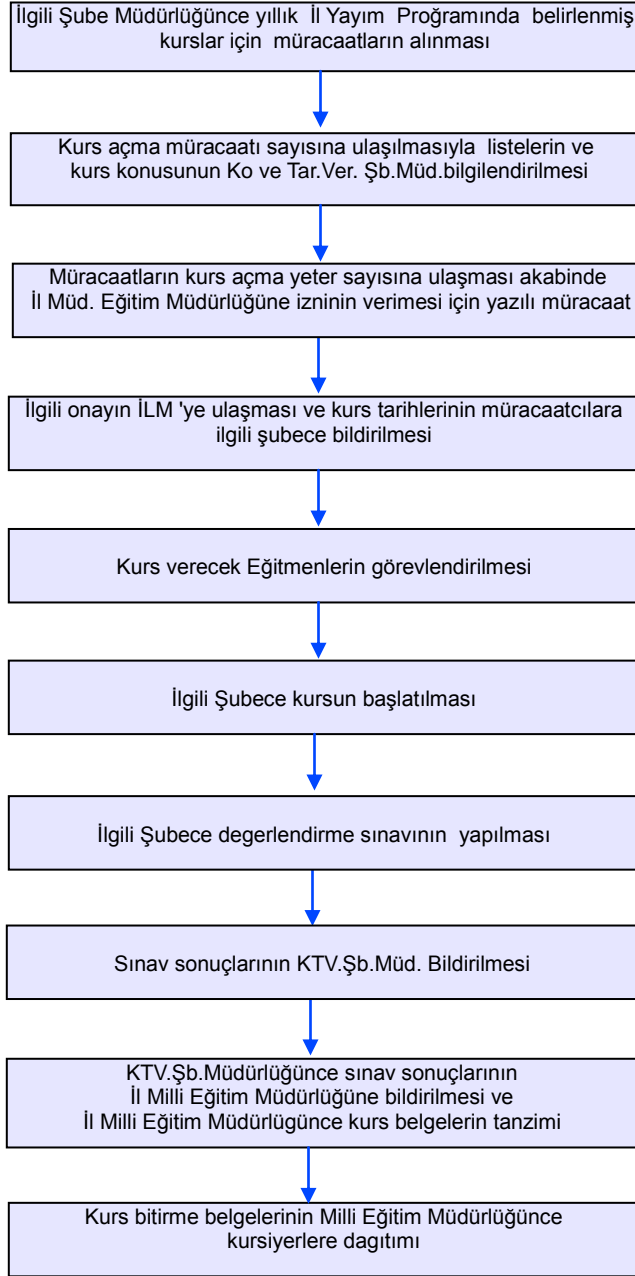 İlgili Şube Müdürlüğünce yıllık İl Yayım Proğramında belirlenmiş
kurslar için müracaatların alınması
Kurs açma müracaatı sayısına ulaşılmasıyla listelerin ve
kurs konusunun Ko ve Tar.Ver. Şb.Müd.bilgilendirilmesi
Müracaatların kurs açma yeter sayısına ulaşması akabinde
İl Müd. Eğitim Müdürlüğüne izninin verimesi için yazılı müracaat
İlgili onayın İLM 'ye ulaşması ve kurs tarihlerinin müracaatcılara
ilgili şubece bildirilmesi
Kurs verecek Eğitmenlerin görevlendirilmesi
İlgili Şubece kursun başlatılması
İlgili Şubece degerlendirme sınavının yapılması
Sınav sonuçlarının KTV.Şb.Müd. Bildirilmesi
KTV.Şb.Müdürlüğünce sınav sonuçlarının
İl Milli Eğitim Müdürlüğüne bildirilmesi ve
İl Milli Eğitim Müdürlügünce kurs belgelerin tanzimi
Kurs bitirme belgelerinin Milli Eğitim Müdürlüğünce
kursiyerlere dagıtımı